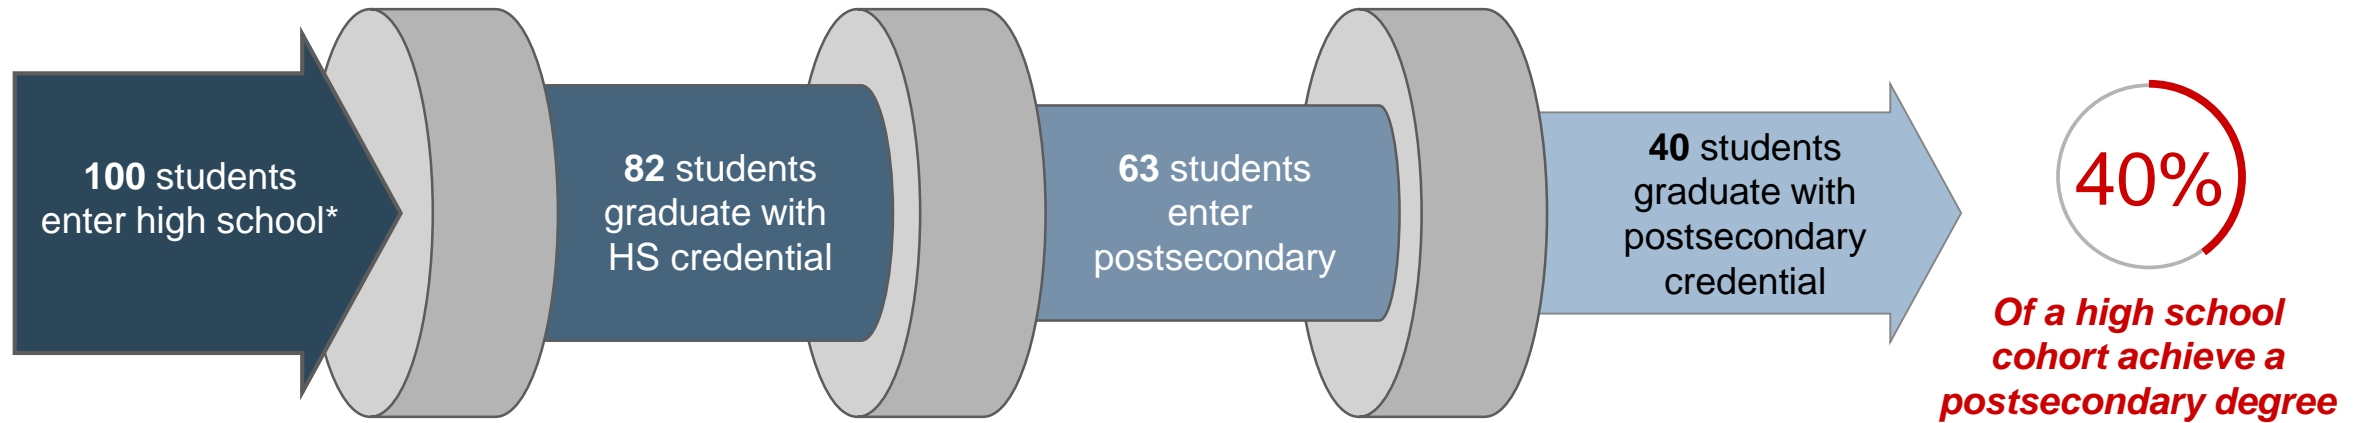 100 students
enter high school*
82 students
graduate with
HS credential
63 students
enter
postsecondary
40 students
graduate with
postsecondary
credential
40%
Of a high school
cohort achieve a
postsecondary degree